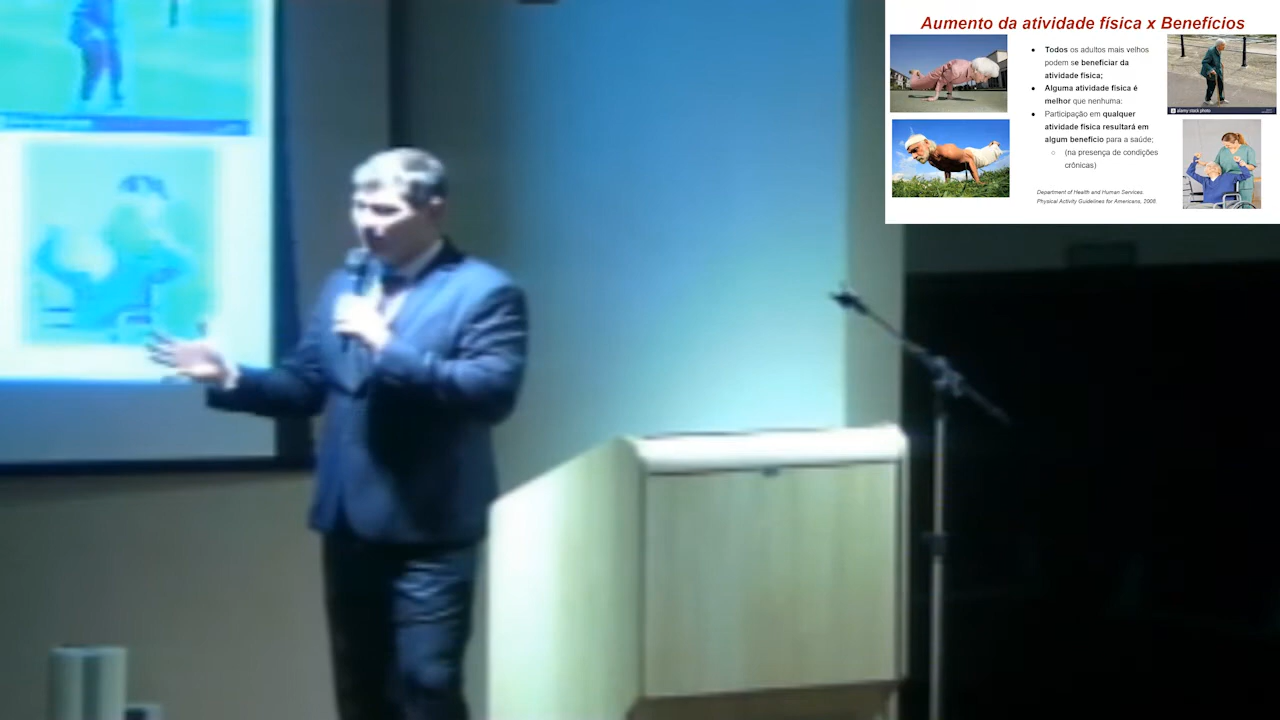 Aumento da atividade física x Benefícios
Todos os adultos mais velhos
podem se beneficiar da
atividade física;
Alguma atividade física é
melhor que nenhuma:
Participação em qualquer
atividade física resultará em
algum benefício para a saúde;
(na presença de condições
crônicas)
Department of Health and Human Services.
Physical Activity Guidelines for Americans, 2008.
alamy stock photo